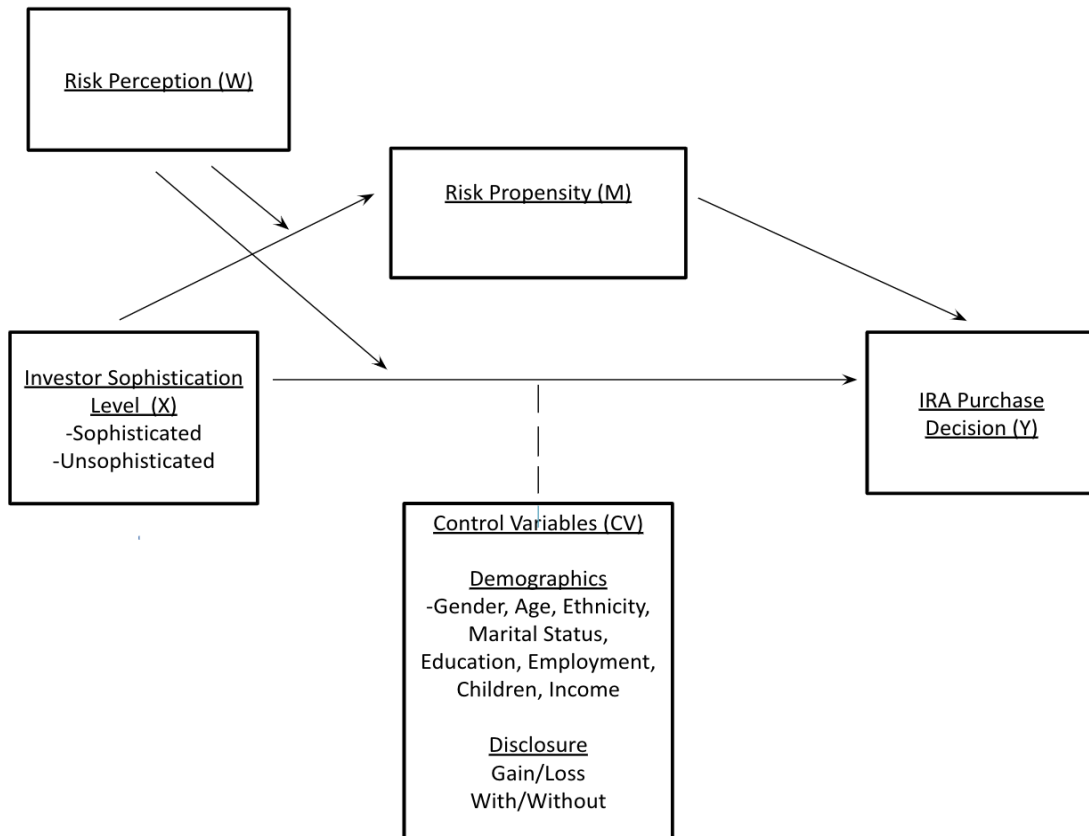 Risk Perception (W)
Risk Propensity (M)
Investor Sophistication
Level  (X)
-Sophisticated
-Unsophisticated
IRA Purchase
Decision (Y)
Control Variables (CV)
Demographics
-Gender, Age, Ethnicity,
Marital Status,
Education, Employment,
Children, Income
Disclosure
Gain/Loss
With/Without